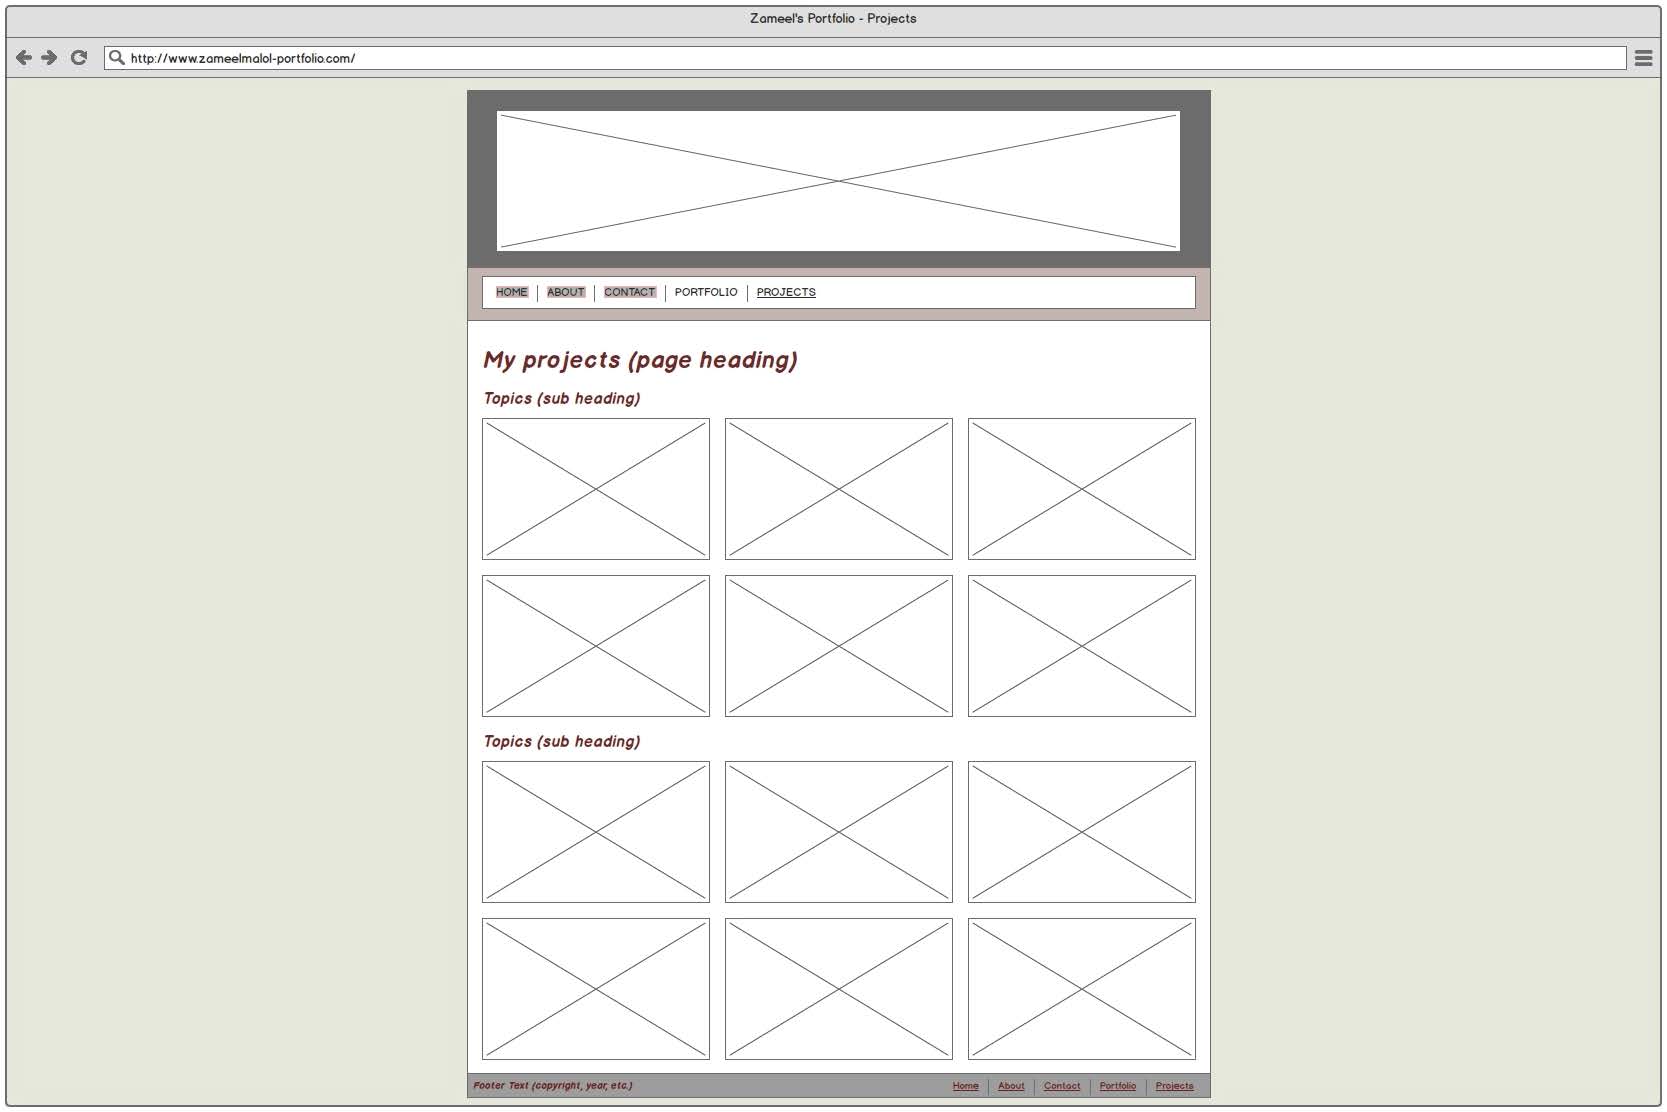 Zameel's Portfolio - Projects
http://www.zameelmalol-portfolio.com/
HOME ABOUT CONTACT PORTFOLIO PROJECTS
My projects (page heading)
Topics (sub heading)
Topics (sub heading)
Footer Text (copyright, year, etc.) Home About Contact Portfolio Projects